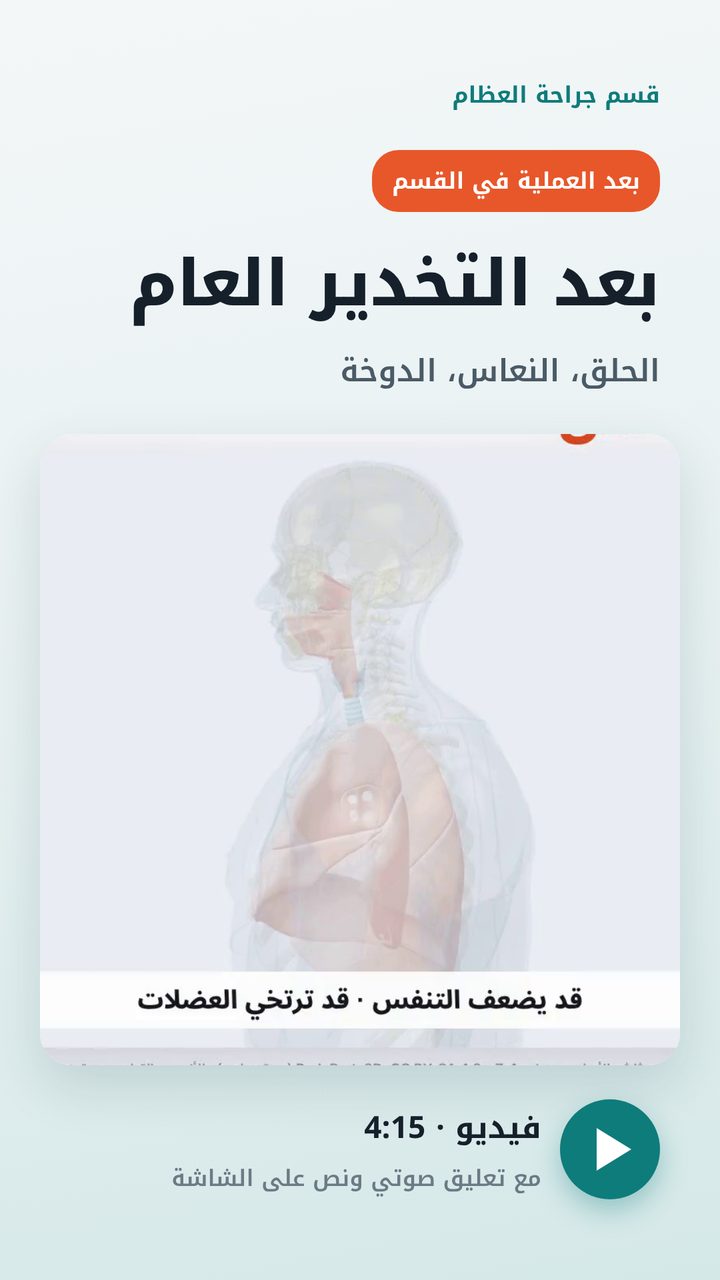 قسم جراحة العظام
بعد العملية في القسم
بعد التخدير العام
الحلق، النعاس، الدوخة
قد يضعف التنفس · قد ترتخي العضلات
فيديو · 4:15
مع تعليق صوتي ونص على الشاشة